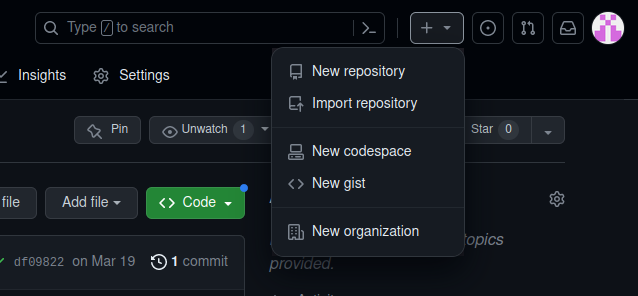 Type / to search
Insights
Settings
New repository
Import repository
New codespace
New gist
New organization
Pin
Unwatch 1
Star 0
file
Add file
Code
topics
provided.
df09822 on Mar 19
1 commit